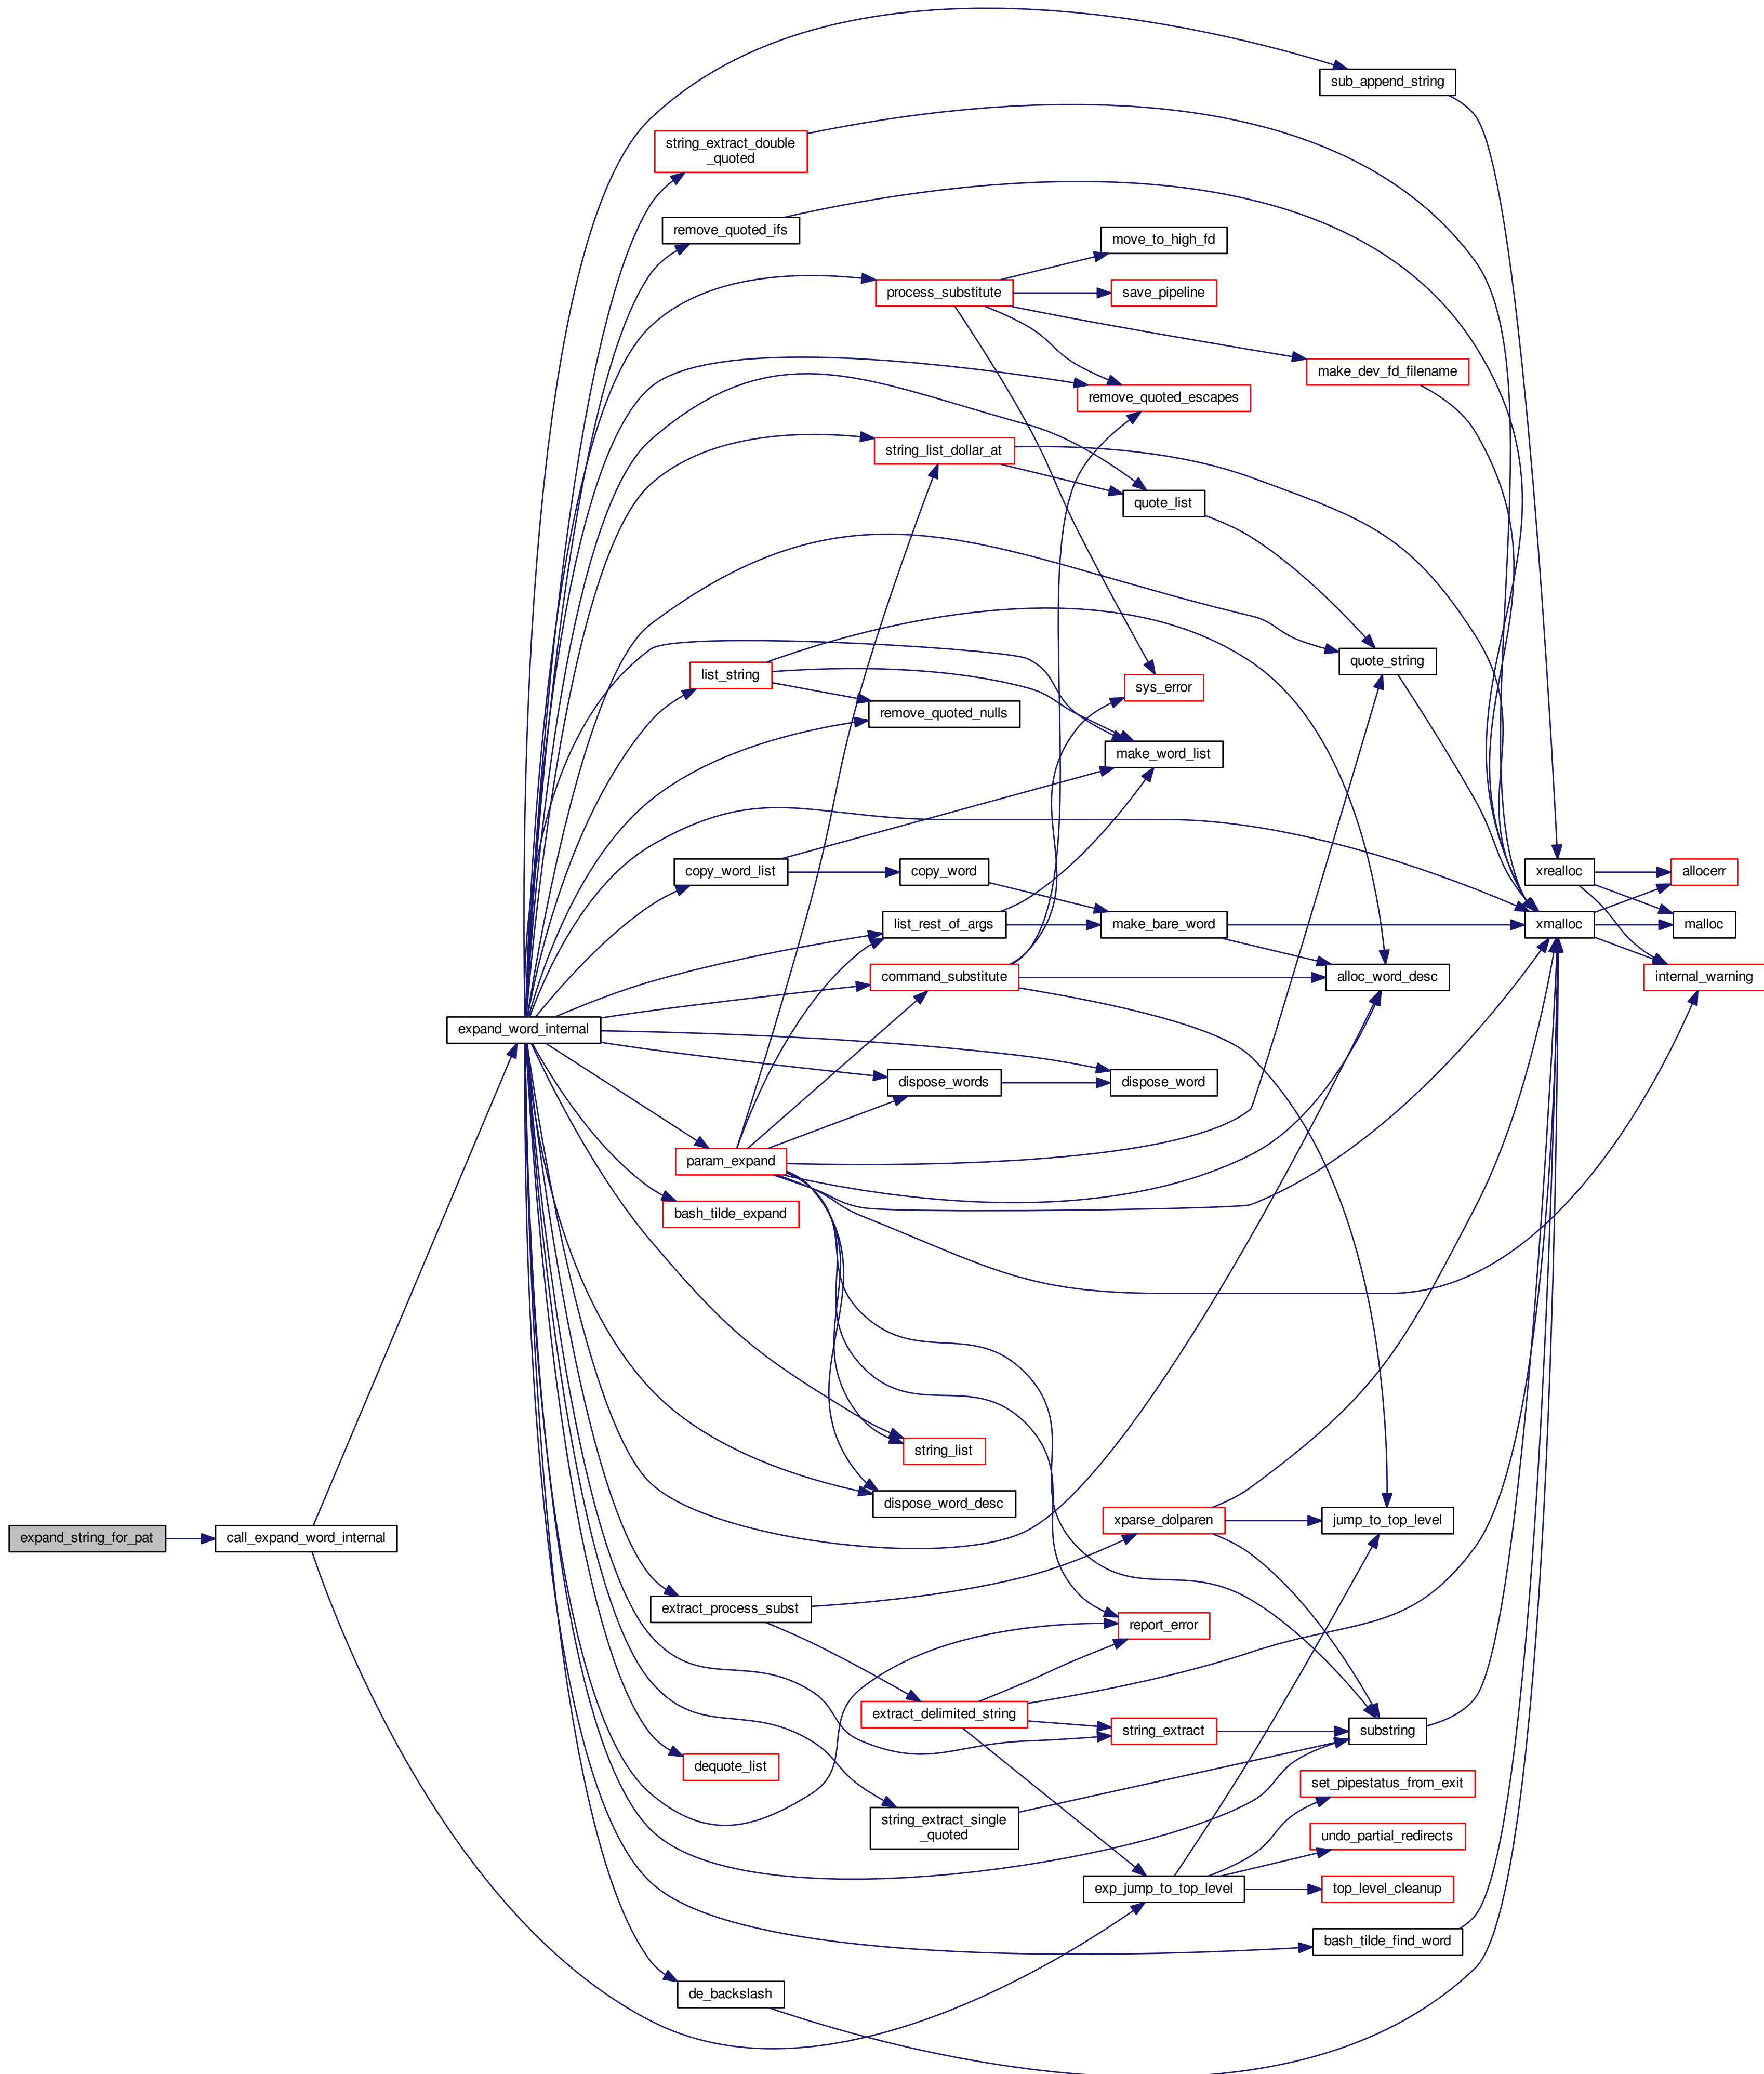 sub_append_string
string_extract_double
_quoted
remove_quoted_ifs
move_to_high_fd
process_substitute
save_pipeline
make_dev_fd_filename
remove_quoted_escapes
string_list_dollar_at
quote_list
quote_string
list_string
sys_error
remove_quoted_nulls
make_word_list
copy_word_list
copy_word
xrealloc
allocerr
list_rest_of_args
make_bare_word
xmalloc
malloc
command_substitute
alloc_word_desc
internal_warning
expand_word_internal
dispose_words
dispose_word
param_expand
bash_tilde_expand
string_list
dispose_word_desc
xparse_dolparen
jump_to_top_level
expand_string_for_pat
call_expand_word_internal
extract_process_subst
report_error
extract_delimited_string
string_extract
substring
dequote_list
set_pipestatus_from_exit
string_extract_single
_quoted
undo_partial_redirects
exp_jump_to_top_level
top_level_cleanup
bash_tilde_find_word
de_backslash